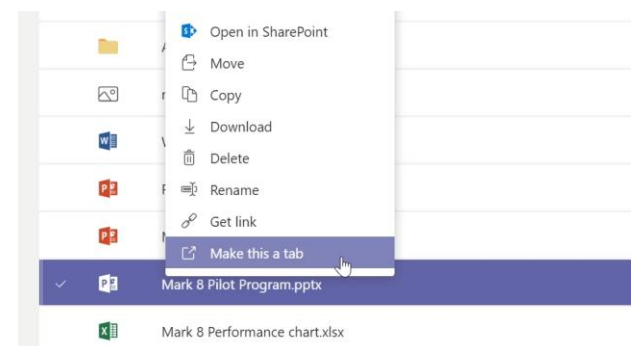 Open in SharePoint
Move
Copy
Download
Delete
Rename
Get link
Make this a tab
Mark 8 Pilot Program.pptx
Mark 8 Performance chart.xlsx